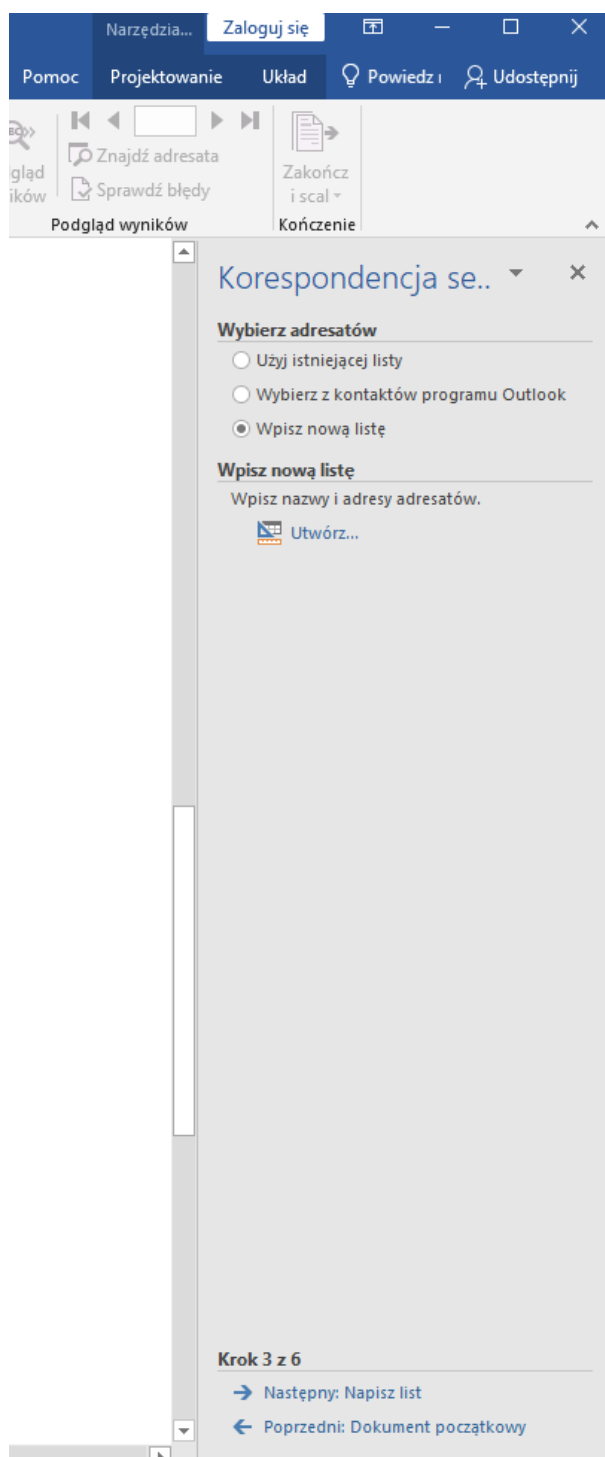 Narzędzia... Zaloguj się
Pomoc Projektowanie Układ Powiedz Udostępnij
Znajdź adresata
Sprawdź błędy
Zakończ
i scal
Podgląd wyników Kończenie
Korespondencja se..
Wybierz adresatów
Użyj istniejącej listy
Wybierz z kontaktów programu Outlook
Wpisz nową listę
Wpisz nową listę
Wpisz nazwy i adresy adresatów.
Utwórz...
Krok 3 z 6
Następny: Napisz list
Poprzedni: Dokument początkowy